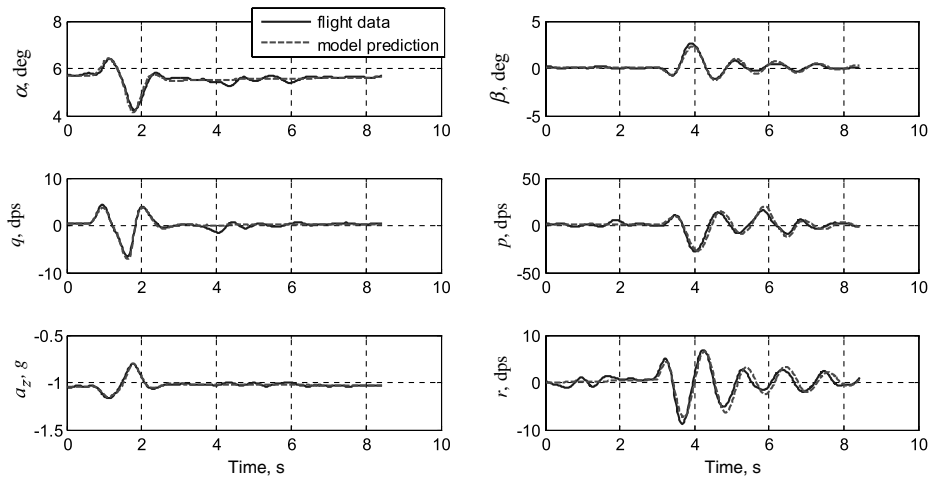 flight data
model prediction
8
6
4
α, deg
0 2 4 6 8 10
5
0
-5
β, deg
0 2 4 6 8 10
10
0
-10
q, dps
0 2 4 6 8 10
50
0
-50
p, dps
0 2 4 6 8 10
-0.5
-1
-1.5
az, g
0 2 4 6 8 10
Time, s
10
0
-10
r, dps
0 2 4 6 8 10
Time, s